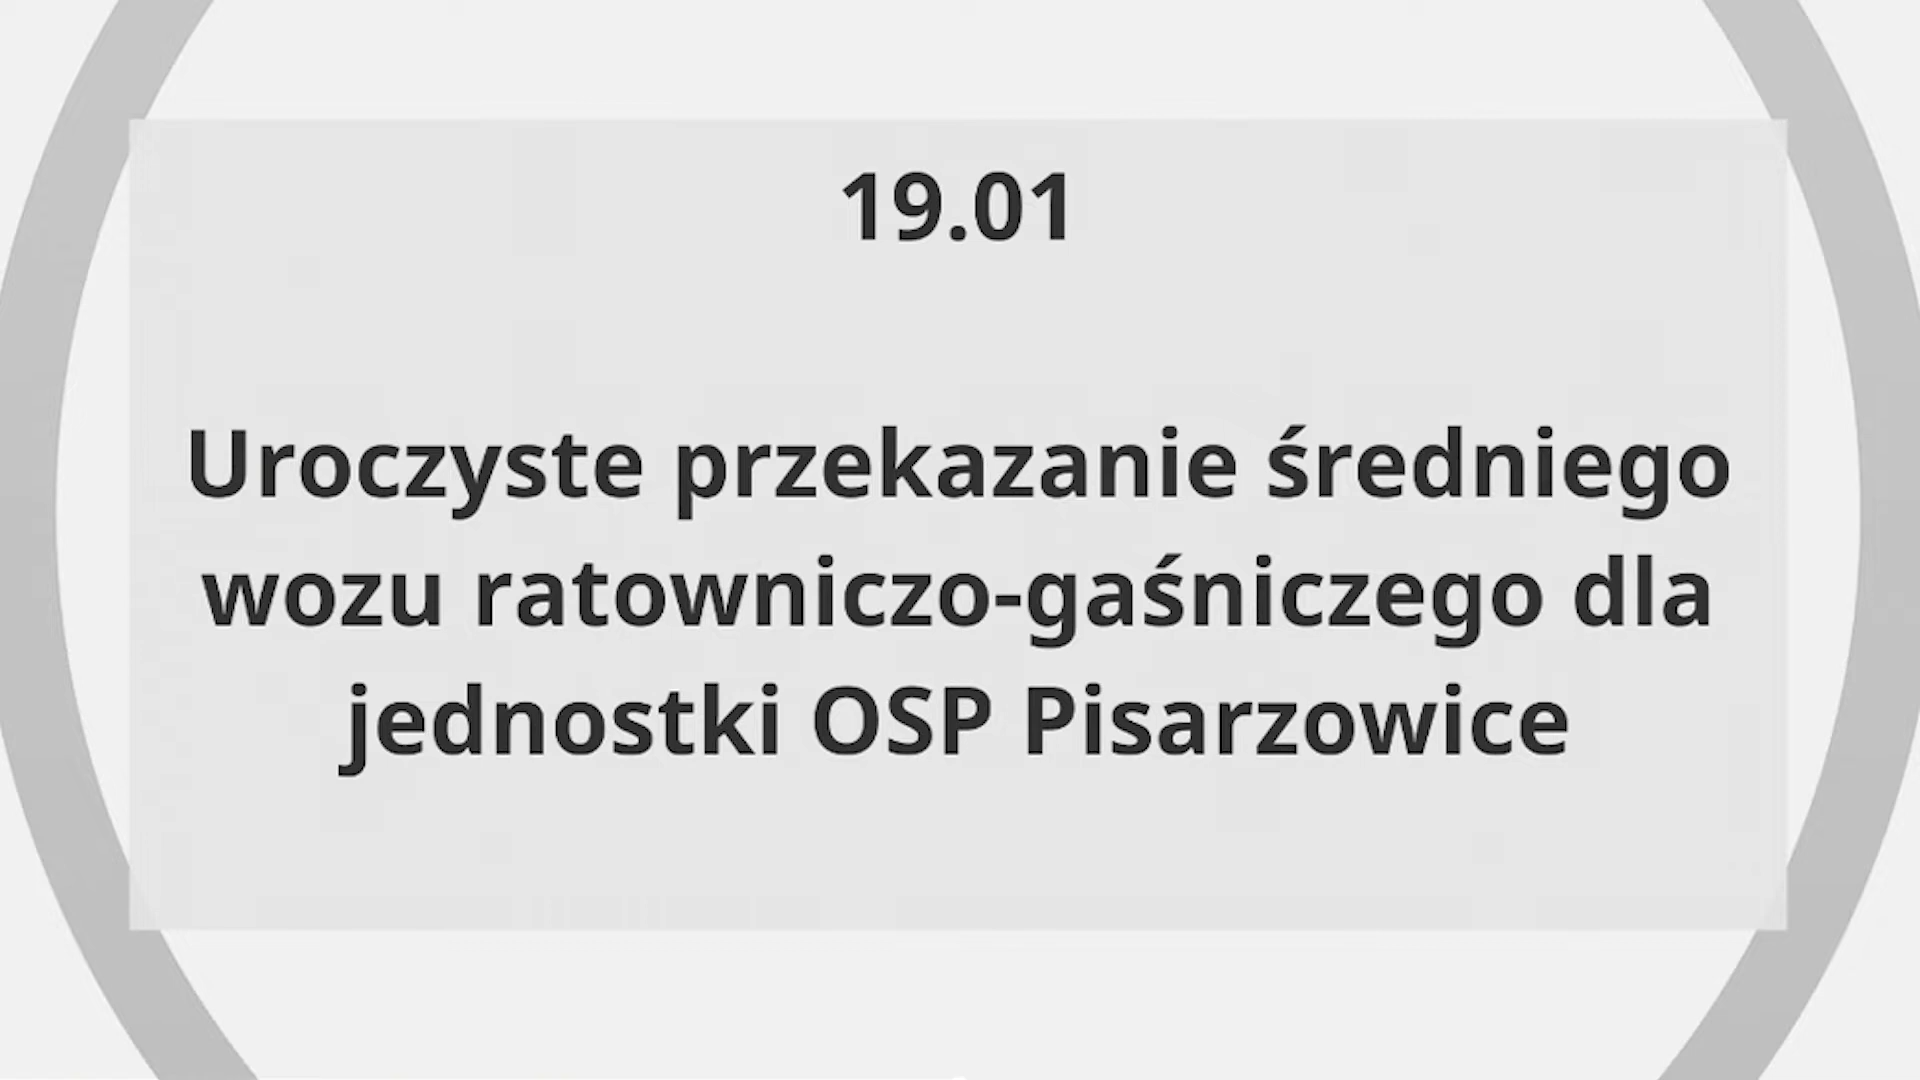 19.01
Uroczyste przekazanie średniego
wozu ratowniczo-gaśniczego dla
jednostki OSP Pisarzowice